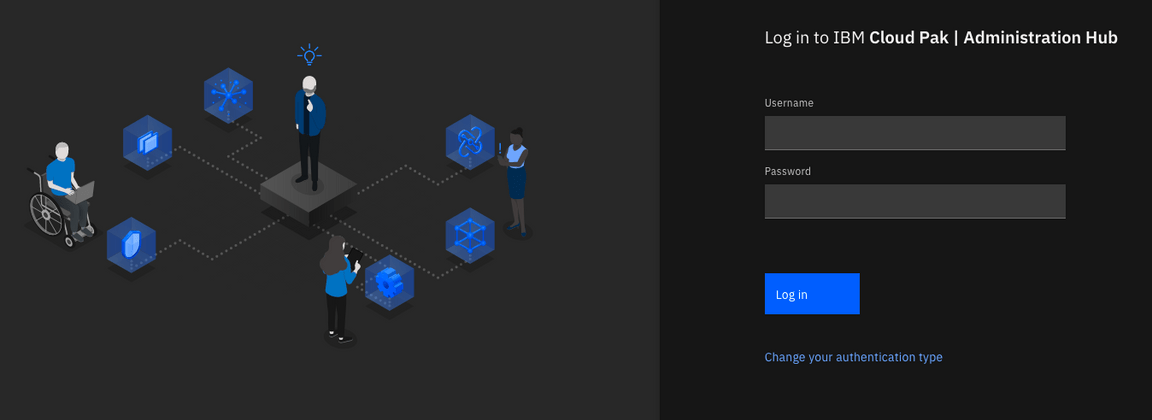 Log in to IBM Cloud Pak | Administration Hub
Username
Password
Log in
Change your authentication type